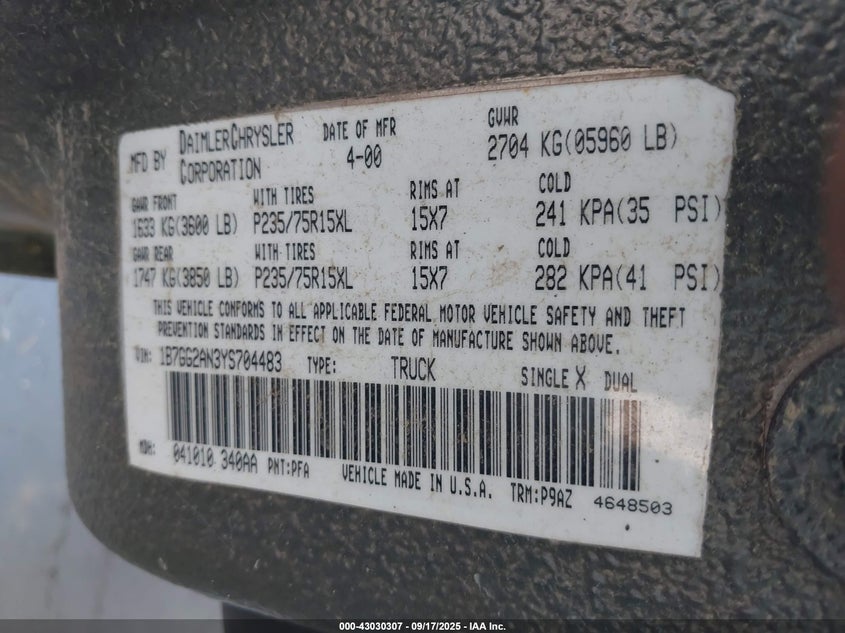 MFD BY DAIMLERCHRYSLER CORPORATION
DATE OF MFR 4-00
GVWR 2704 KG(05960 LB)
GAWR FRONT WITH TIRES RIMS AT COLD
1633 KG(3600 LB) P235/75R15XL 15X7 241 KPA(35 PSI)
GAWR REAR WITH TIRES RIMS AT COLD
1747 KG(3850 LB) P235/75R15XL 15X7 282 KPA(41 PSI)
THIS VEHICLE CONFORMS TO ALL APPLICABLE FEDERAL MOTOR VEHICLE SAFETY AND THEFT
PREVENTION STANDARDS IN EFFECT ON THE DATE OF MANUFACTURE SHOWN ABOVE.
VIN: 1B7GG2AN3YS704483 TYPE: TRUCK SINGLE X DUAL
MDH: 041010 340AA PNT:PFA VEHICLE MADE IN U.S.A. TRM:P9AZ 4648503
000-43030307 - 09/17/2025 - IAA Inc.